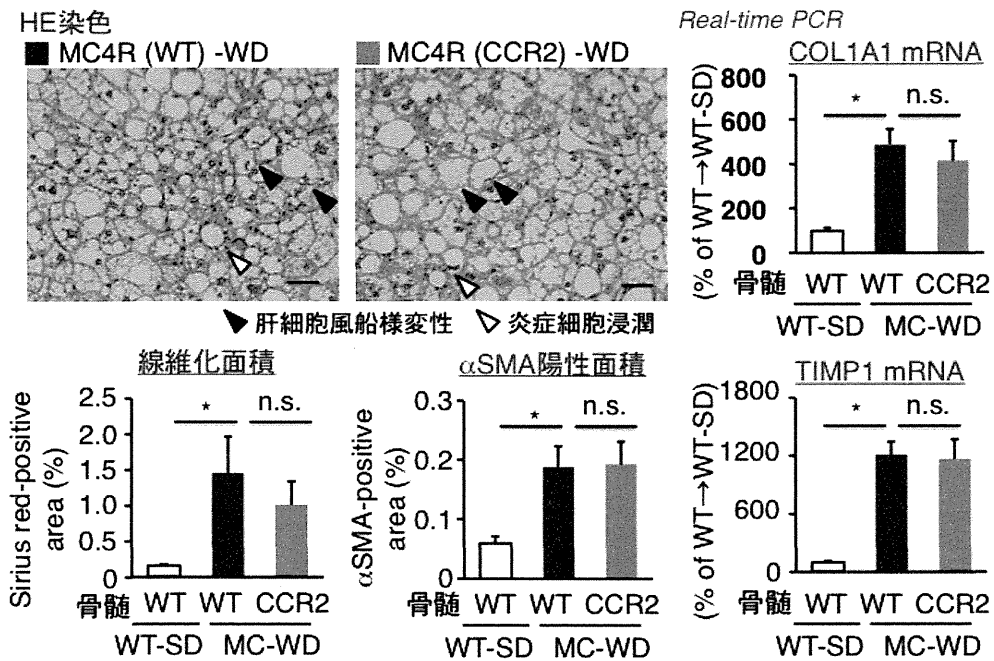 HE染色
MC4R (WT) -WD
MC4R (CCR2) -WD
肝細胞風船様変性
炎症細胞浸潤
Real-time PCR
COL1A1 mRNA
(% of WT→WT-SD)
800
600
400
200
0
*
n.s.
骨髄 WT WT CCR2
WT-SD MC-WD
線維化面積
Sirius red-positive
area (%)
2.5
2.0
1.5
1.0
0.5
0
*
n.s.
骨髄 WT WT CCR2
WT-SD MC-WD
αSMA陽性面積
αSMA-positive
area (%)
0.3
0.2
0.1
0
*
n.s.
骨髄 WT WT CCR2
WT-SD MC-WD
TIMP1 mRNA
(% of WT→WT-SD)
1800
1200
600
0
*
n.s.
骨髄 WT WT CCR2
WT-SD MC-WD